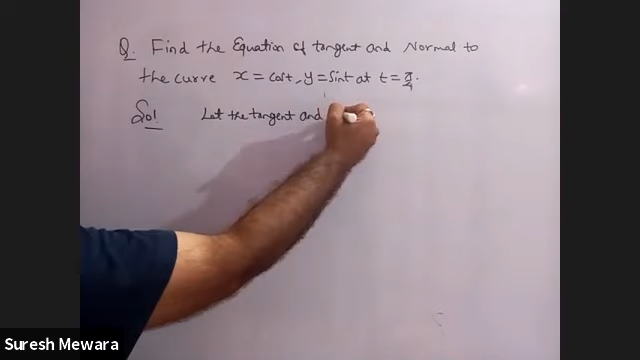 Q. Find the Equation of tangent and Normal to
the curve x = cost, y = Sint at t = π/4.
Sol Let the tangent and
Suresh Mewara